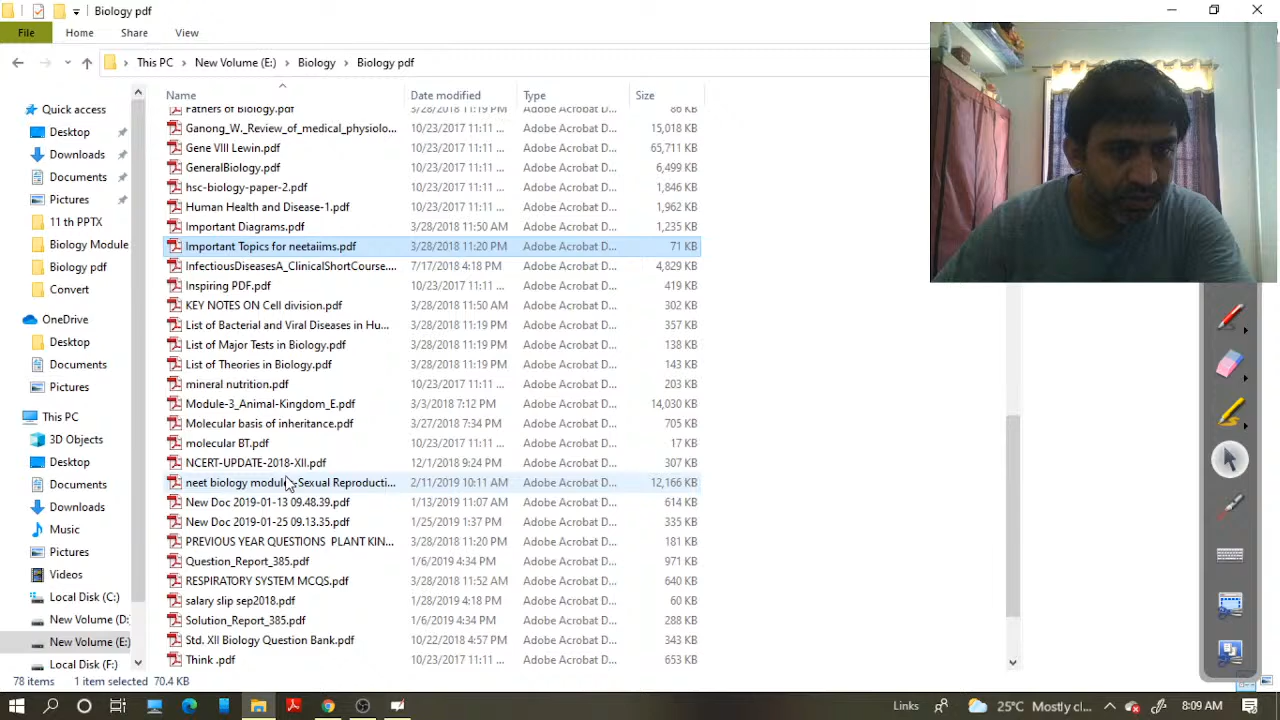 Biology pdf
File Home Share View
This PC New Volume (E:) Biology Biology pdf
Name Date modified Type Size
Quick access
Desktop
Downloads
Documents
Pictures
11 th PPTX
Biology Module
Biology pdf
Convert
OneDrive
Desktop
Documents
Pictures
This PC
3D Objects
Desktop
Documents
Downloads
Music
Pictures
Videos
Local Disk (C:)
New Volume (D:
New Volume (E:)
Local Disk (F:)
Fathers of Biology.pdf 3/28/2018 11:19 PM Adobe Acrobat D... 86 KB
Ganong_W._Review_of_medical_physiolo... 10/23/2017 11:11 ... Adobe Acrobat D... 15,018 KB
Gene VIII Lewin.pdf 10/23/2017 11:11 ... Adobe Acrobat D... 65,711 KB
GeneralBiology.pdf 10/23/2017 11:11 ... Adobe Acrobat D... 6,499 KB
hsc-biology-paper-2.pdf 10/23/2017 11:11 ... Adobe Acrobat D... 1,846 KB
Human Health and Disease-1.pdf 10/23/2017 11:11 ... Adobe Acrobat D... 1,962 KB
Important Diagrams.pdf 3/28/2018 11:50 AM Adobe Acrobat D... 1,235 KB
Important Topics for neetaiims.pdf 3/28/2018 11:20 PM Adobe Acrobat D... 71 KB
InfectiousDiseasesA_ClinicalShortCourse.... 7/17/2018 4:18 PM Adobe Acrobat D... 4,829 KB
Inspiring PDF.pdf 10/23/2017 11:11 ... Adobe Acrobat D... 419 KB
KEY NOTES ON Cell division.pdf 3/28/2018 11:50 AM Adobe Acrobat D... 302 KB
List of Bacterial and Viral Diseases in Hu... 3/28/2018 11:19 PM Adobe Acrobat D... 357 KB
List of Major Tests in Biology.pdf 3/28/2018 11:19 PM Adobe Acrobat D... 138 KB
List of Theories in Biology.pdf 3/28/2018 11:19 PM Adobe Acrobat D... 143 KB
mineral nutrition.pdf 10/23/2017 11:11 ... Adobe Acrobat D... 203 KB
Module-3_Animal-Kingdom_E.pdf 3/3/2018 7:12 PM Adobe Acrobat D... 14,030 KB
Molecular basis of inheritance.pdf 3/27/2018 7:34 PM Adobe Acrobat D... 705 KB
molecular BT.pdf 10/23/2017 11:11 ... Adobe Acrobat D... 17 KB
NCERT-UPDATE-2018-XII.pdf 12/1/2018 9:24 PM Adobe Acrobat D... 307 KB
neet biology module Sexual Reproducti... 2/11/2019 10:11 AM Adobe Acrobat D... 12,166 KB
New Doc 2019-01-13 09.48.39.pdf 1/13/2019 11:07 AM Adobe Acrobat D... 614 KB
New Doc 2019-01-25 09.13.35.pdf 1/25/2019 1:37 PM Adobe Acrobat D... 335 KB
PREVIOUS YEAR QUESTIONS PLANT KIN... 3/28/2018 11:20 PM Adobe Acrobat D... 181 KB
Question_Report_385.pdf 1/6/2019 4:34 PM Adobe Acrobat D... 971 KB
RESPIRATORY SYSTEM MCQS.pdf 3/28/2018 11:52 AM Adobe Acrobat D... 640 KB
salary slip sep2018.pdf 1/28/2019 4:18 PM Adobe Acrobat D... 60 KB
Solution_Report_385.pdf 1/6/2019 4:34 PM Adobe Acrobat D... 288 KB
Std. XII Biology Question Bank.pdf 10/22/2018 4:57 PM Adobe Acrobat D... 343 KB
Think .pdf 10/23/2017 11:11 ... Adobe Acrobat D... 653 KB
78 items 1 item selected 70.4 KB
Links 25°C Mostly cl... 8:09 AM